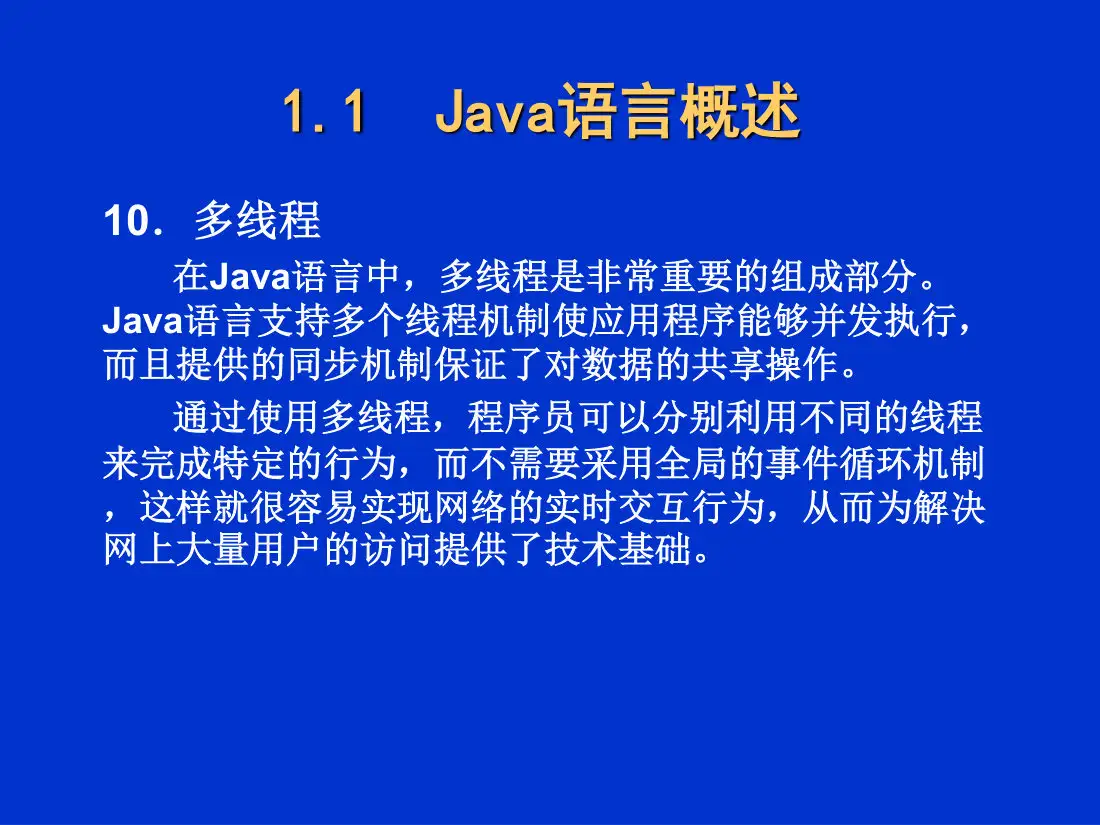 1.1 Java语言概述
10．多线程
在Java语言中，多线程是非常重要的组成部分。
Java语言支持多个线程机制使应用程序能够并发执行，
而且提供的同步机制保证了对数据的共享操作。
通过使用多线程，程序员可以分别利用不同的线程
来完成特定的行为，而不需要采用全局的事件循环机制
，这样就很容易实现网络的实时交互行为，从而为解决
网上大量用户的访问提供了技术基础。